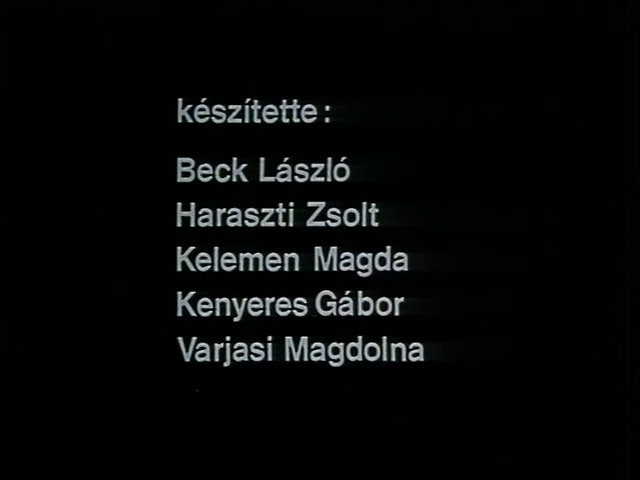 készítette:
Beck László
Haraszti Zsolt
Kelemen Magda
Kenyeres Gábor
Varjasi Magdolna